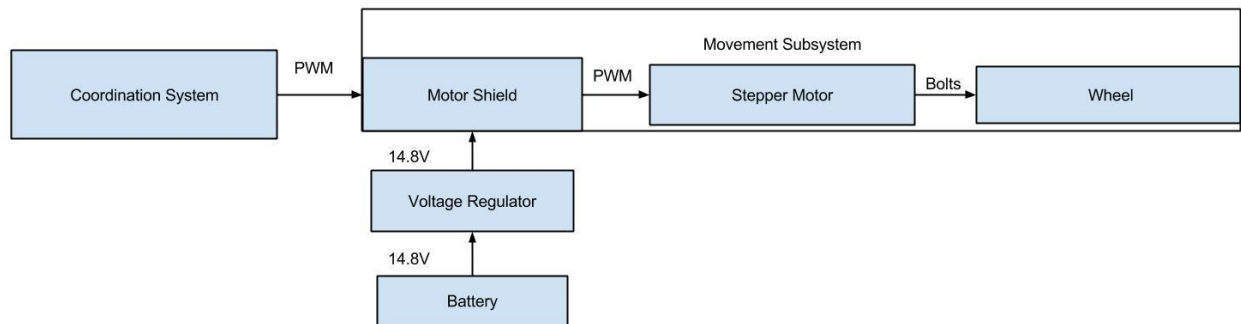 Movement Subsystem
PWM
PWM
Bolts
Coordination System
Motor Shield
Stepper Motor
Wheel
14.8V
Voltage Regulator
14.8V
Battery